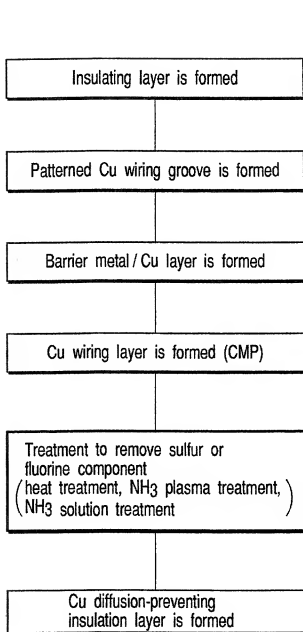 Insulating layer is formed
Patterned Cu wiring groove is formed
Barrier metal / Cu layer is formed
Cu wiring layer is formed (CMP)
Treatment to remove sulfur or
fluorine component
(heat treatment, NH3 plasma treatment,
NH3 solution treatment)
Cu diffusion-preventing
insulation layer is formed